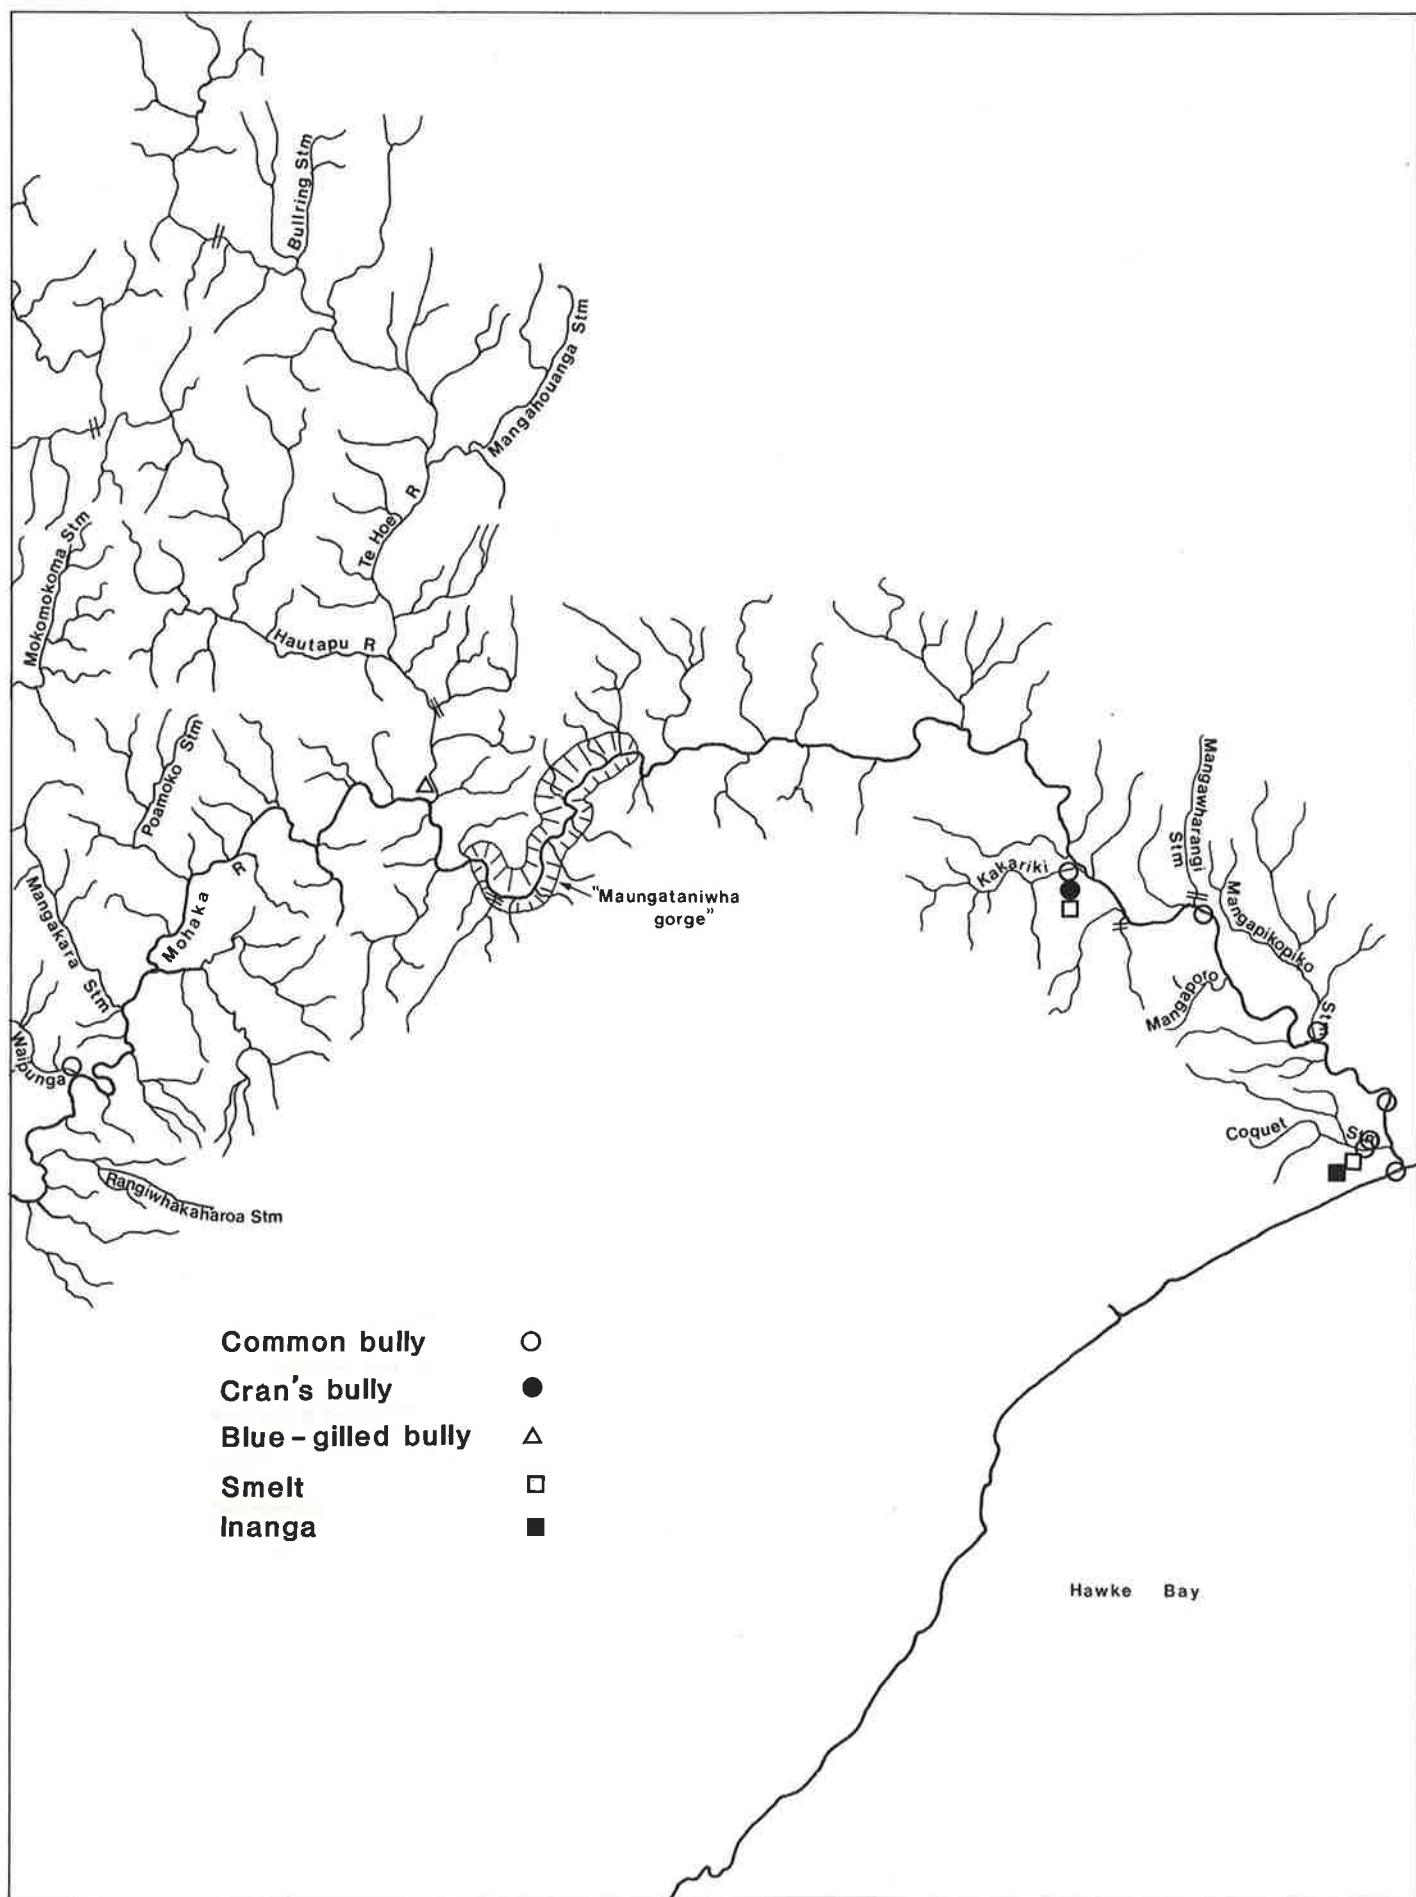 Bullring Stm
Mangahouanga Stm
Te Hoe R
Mokomokoma Stm
Hautapu R
Poamoko Stm
Mangawharangi
Stm
Kakariki
Mangapikopiko
Stm
"Maungataniwha
gorge"
Mohaka R
Mangakara Stm
Mangaporo
Waipunga
Coquet Stm
Rangiwhakaharoa Stm
Common bully
Cran's bully
Blue-gilled bully
Smelt
Inanga
Hawke Bay